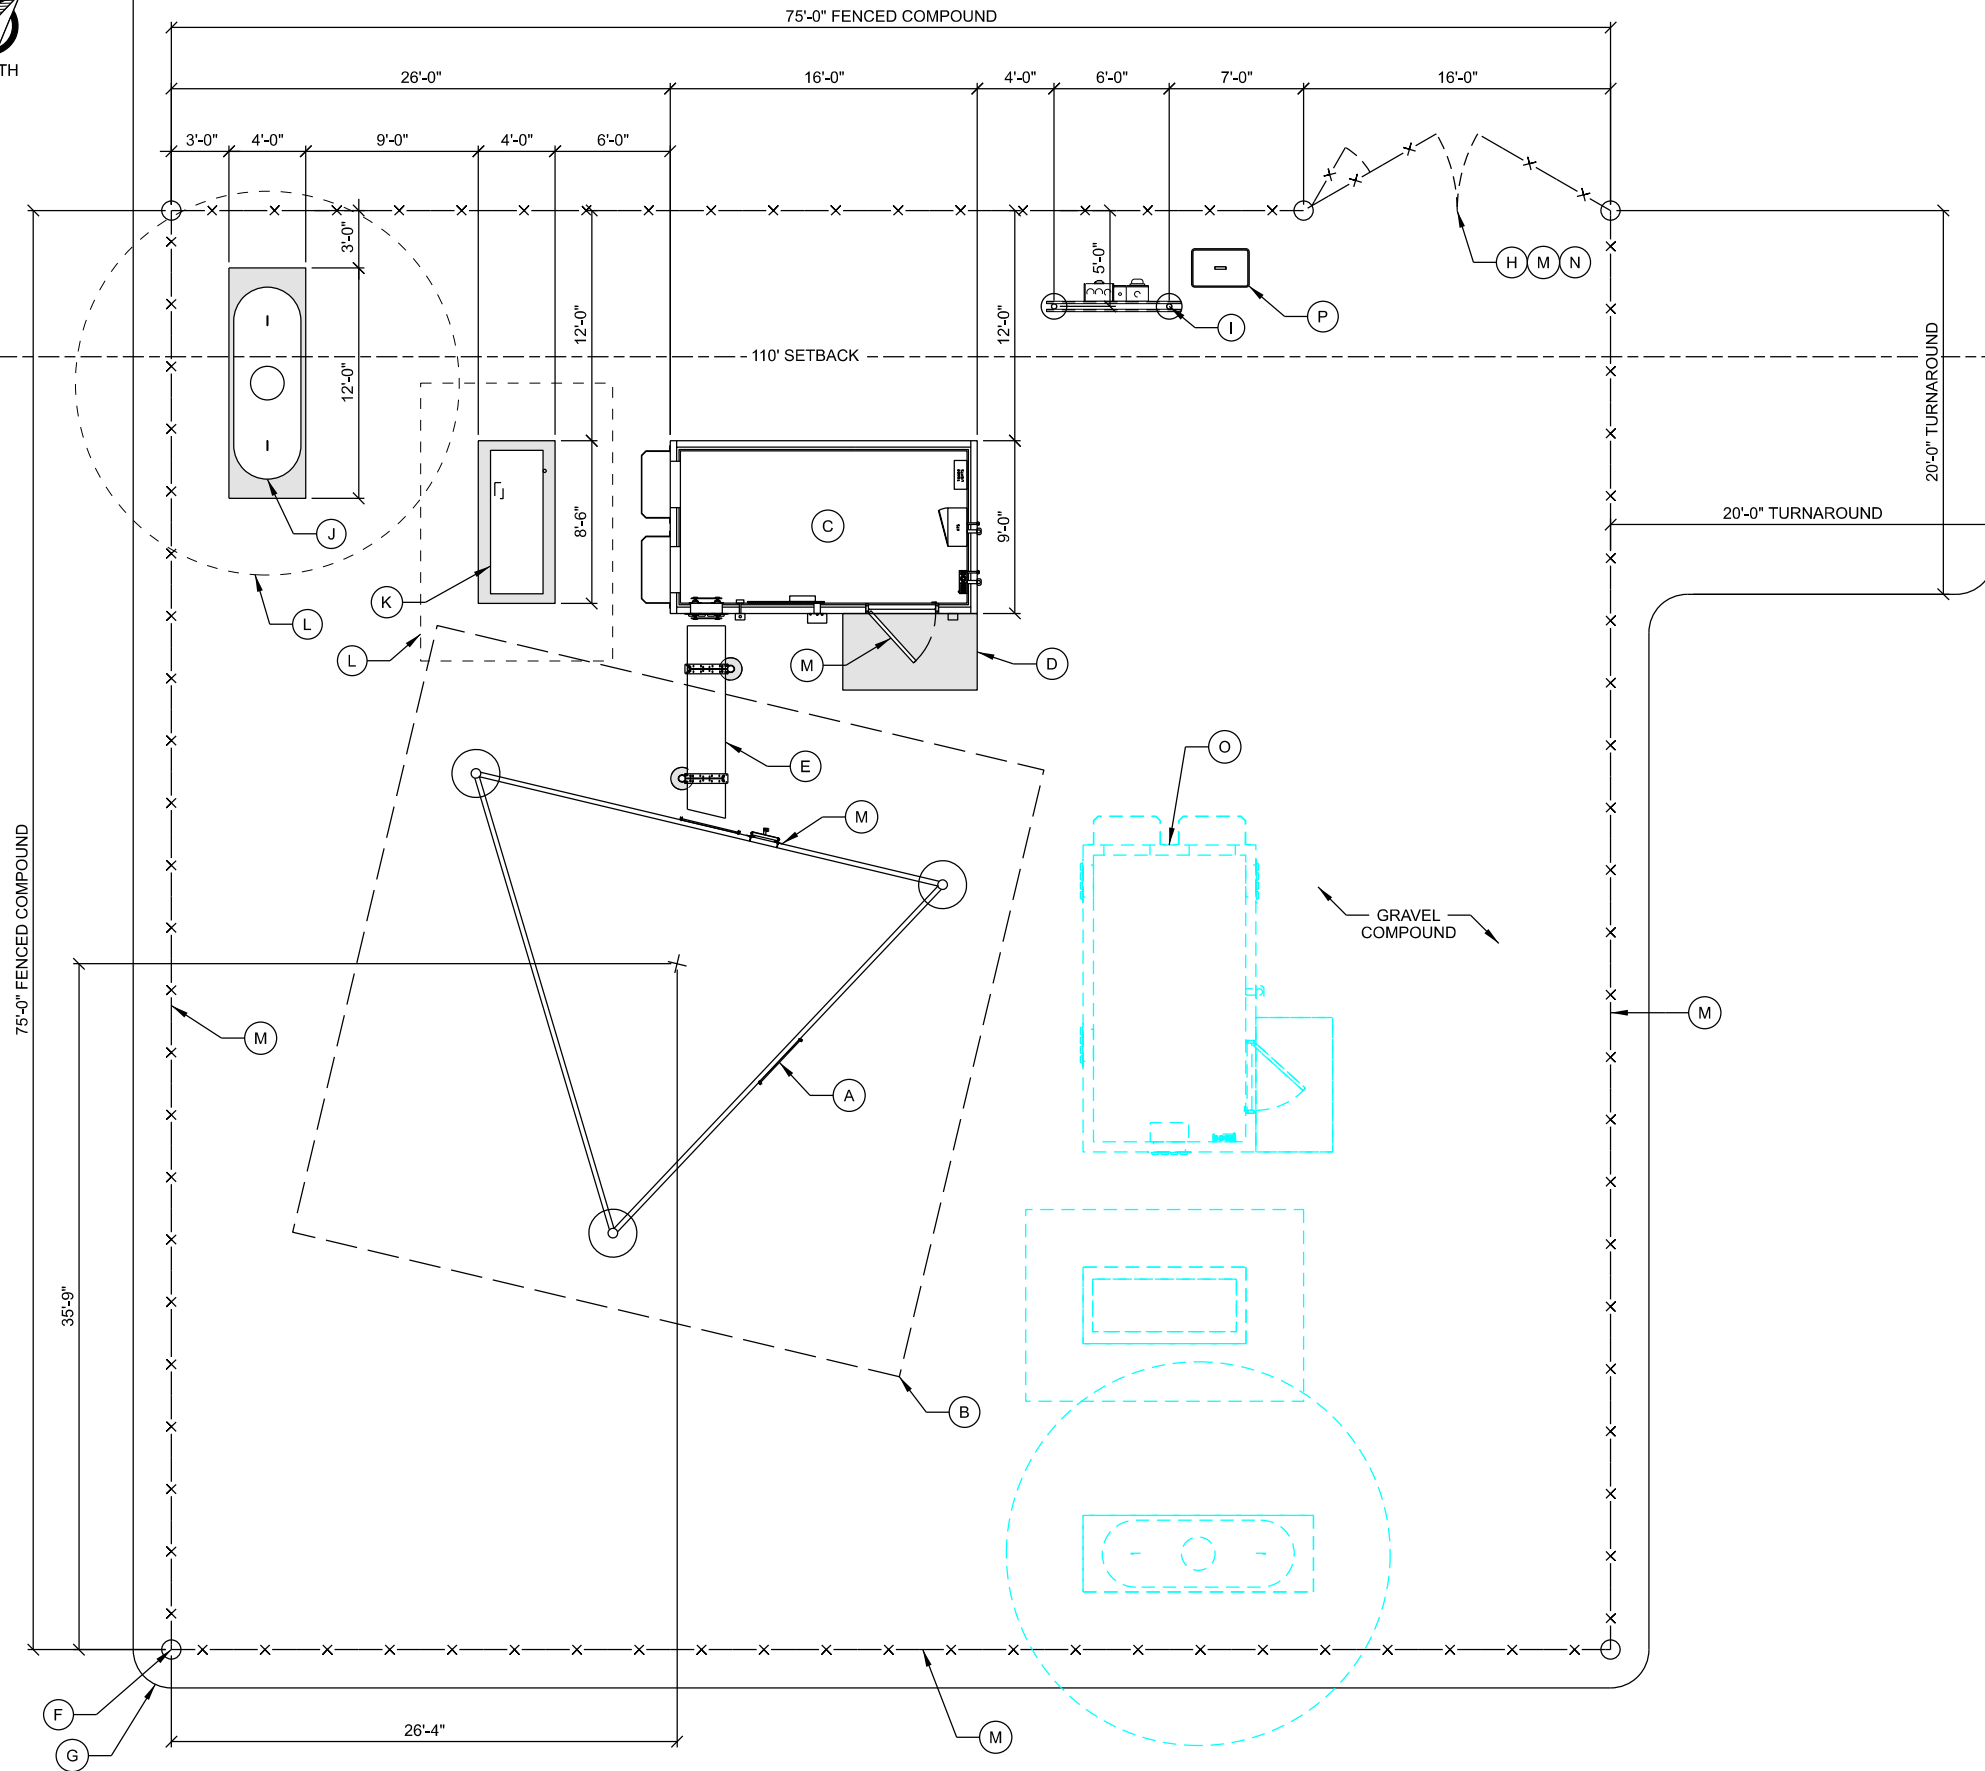 75'-0" FENCED COMPOUND
TH
26'-0"
16'-0"
4'-0"
6'-0"
7'-0"
16'-0"
3'-0"
4'-0"
9'-0"
4'-0"
6'-0"
3'-0"
5'-0"
H
M
N
P
I
12'-0"
12'-0"
110' SETBACK
12'-0"
20'-0" TURNAROUND
20'-0" TURNAROUND
J
8'-6"
C
9'-0"
K
L
L
M
D
O
E
M
75'-0" FENCED COMPOUND
GRAVEL
COMPOUND
M
M
A
35'-9"
B
F
26'-4"
M
G